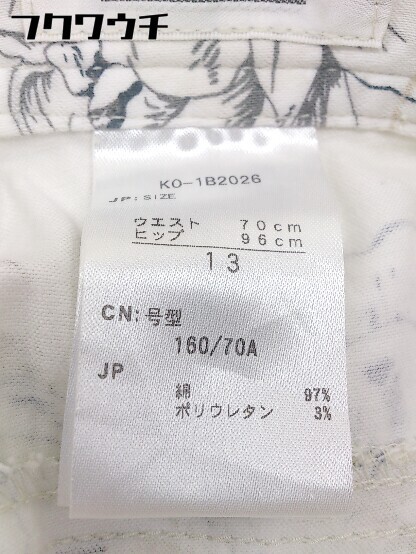 フクワウチ
KO-1B2026
JP: SIZE
ウエスト 70cm
ヒップ 96cm
13
CN:号型
160/70A
JP
綿 97%
ポリウレタン 3%